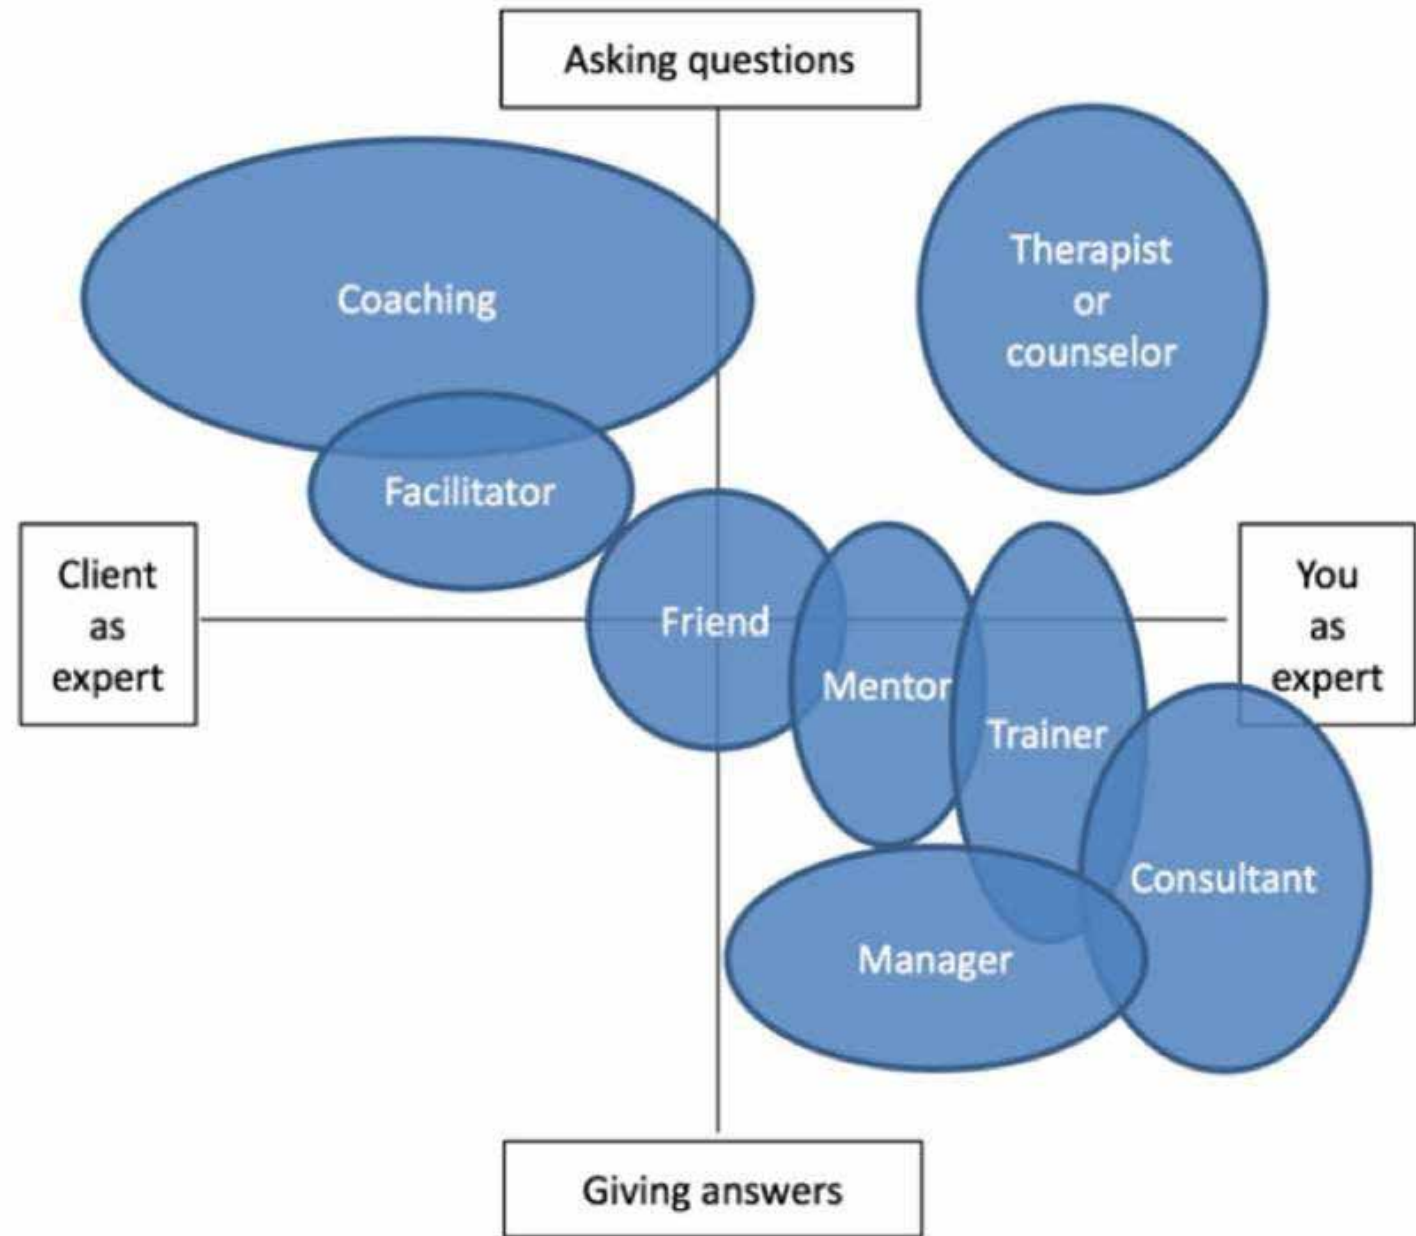 Asking questions
Coaching
Therapist
or
counselor
Facilitator
Client
as
expert
Friend
You
as
expert
Mentor
Trainer
Consultant
Manager
Giving answers